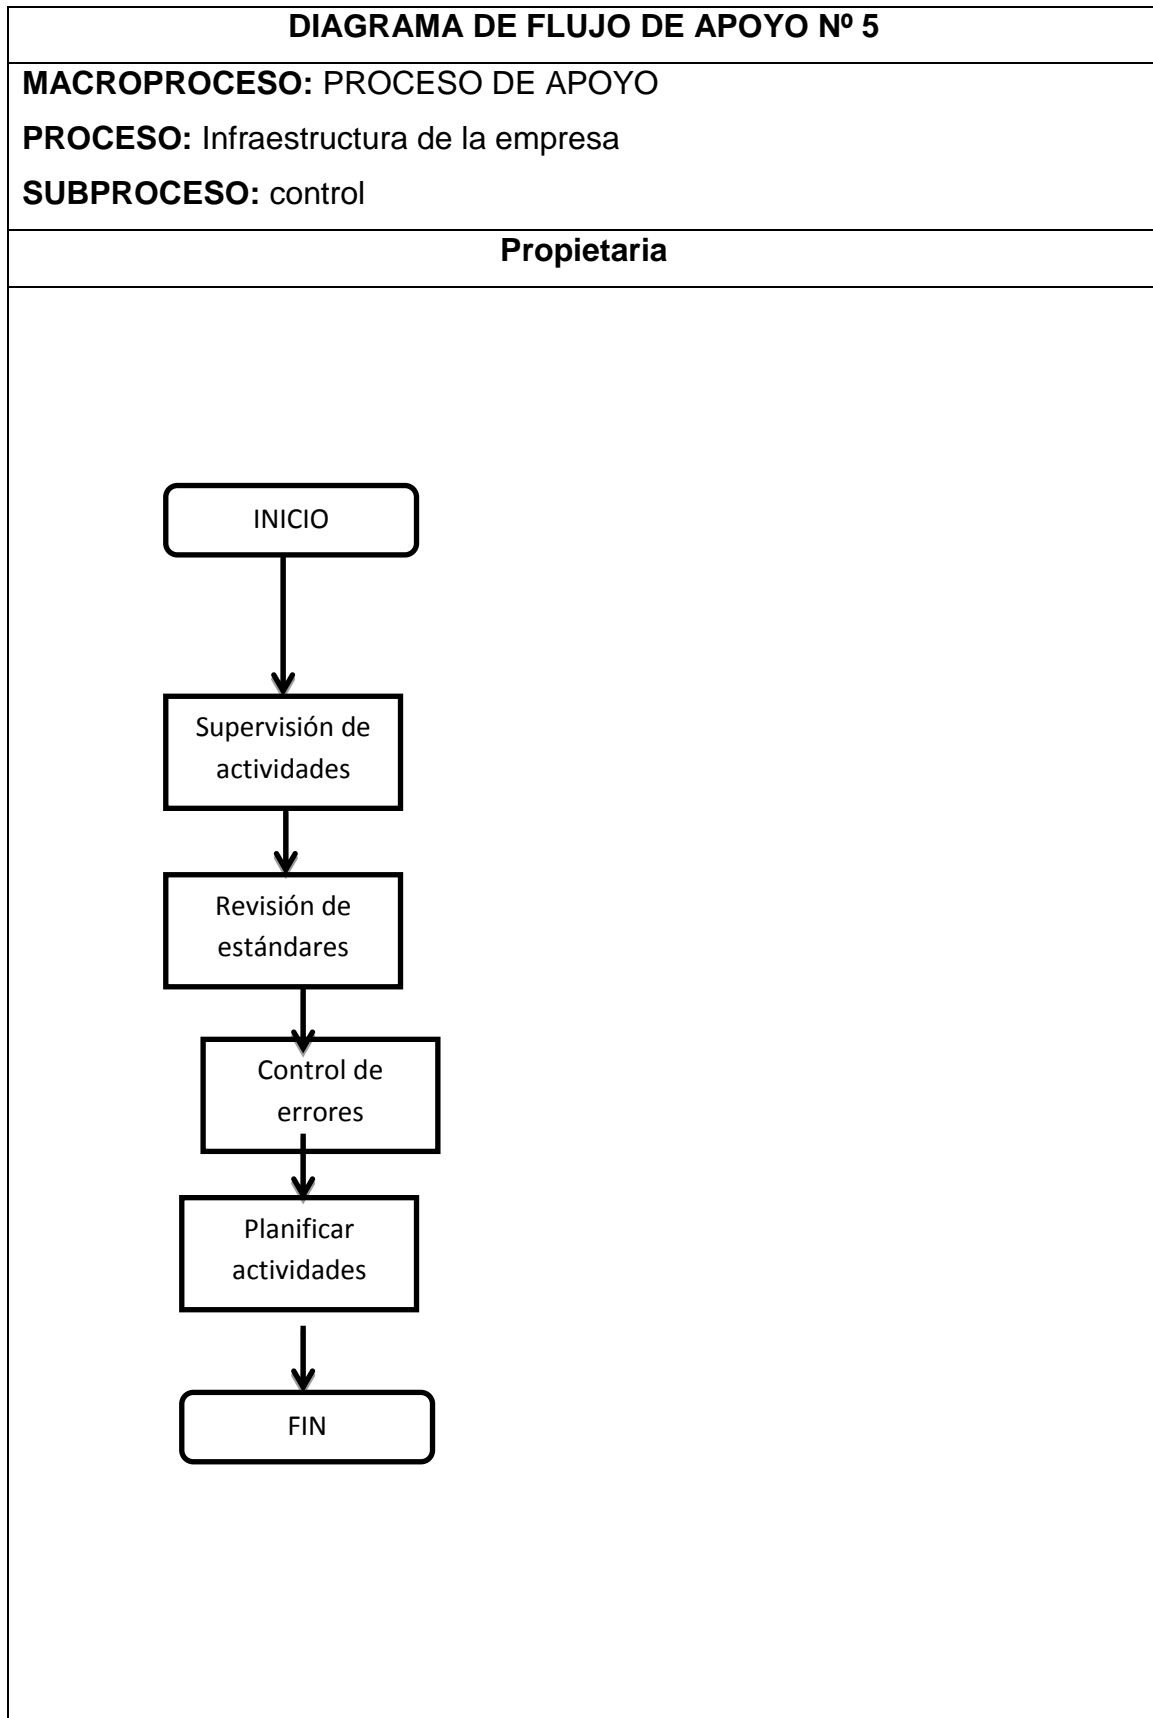 DIAGRAMA DE FLUJO DE APOYO Nº 5
MACROPROCESO: PROCESO DE APOYO
PROCESO: Infraestructura de la empresa
SUBPROCESO: control
Propietaria
INICIO
Supervisión de
actividades
Revisión de
estándares
Control de
errores
Planificar
actividades
FIN